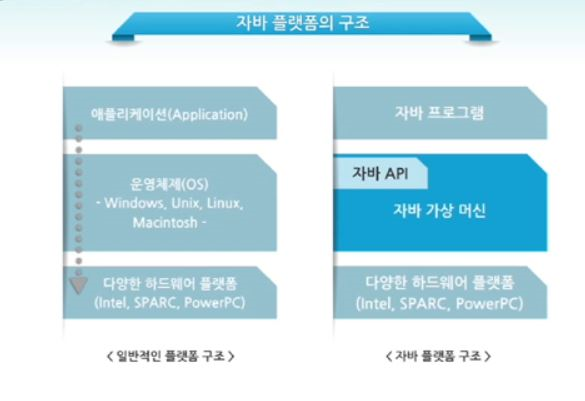 자바 플랫폼의 구조
애플리케이션(Application)
운영체제(OS)
- Windows, Unix, Linux,
Macintosh -
다양한 하드웨어 플랫폼
(Intel, SPARC, PowerPC)
< 일반적인 플랫폼 구조 >
자바 프로그램
자바 API
자바 가상 머신
다양한 하드웨어 플랫폼
(Intel, SPARC, PowerPC)
< 자바 플랫폼 구조 >